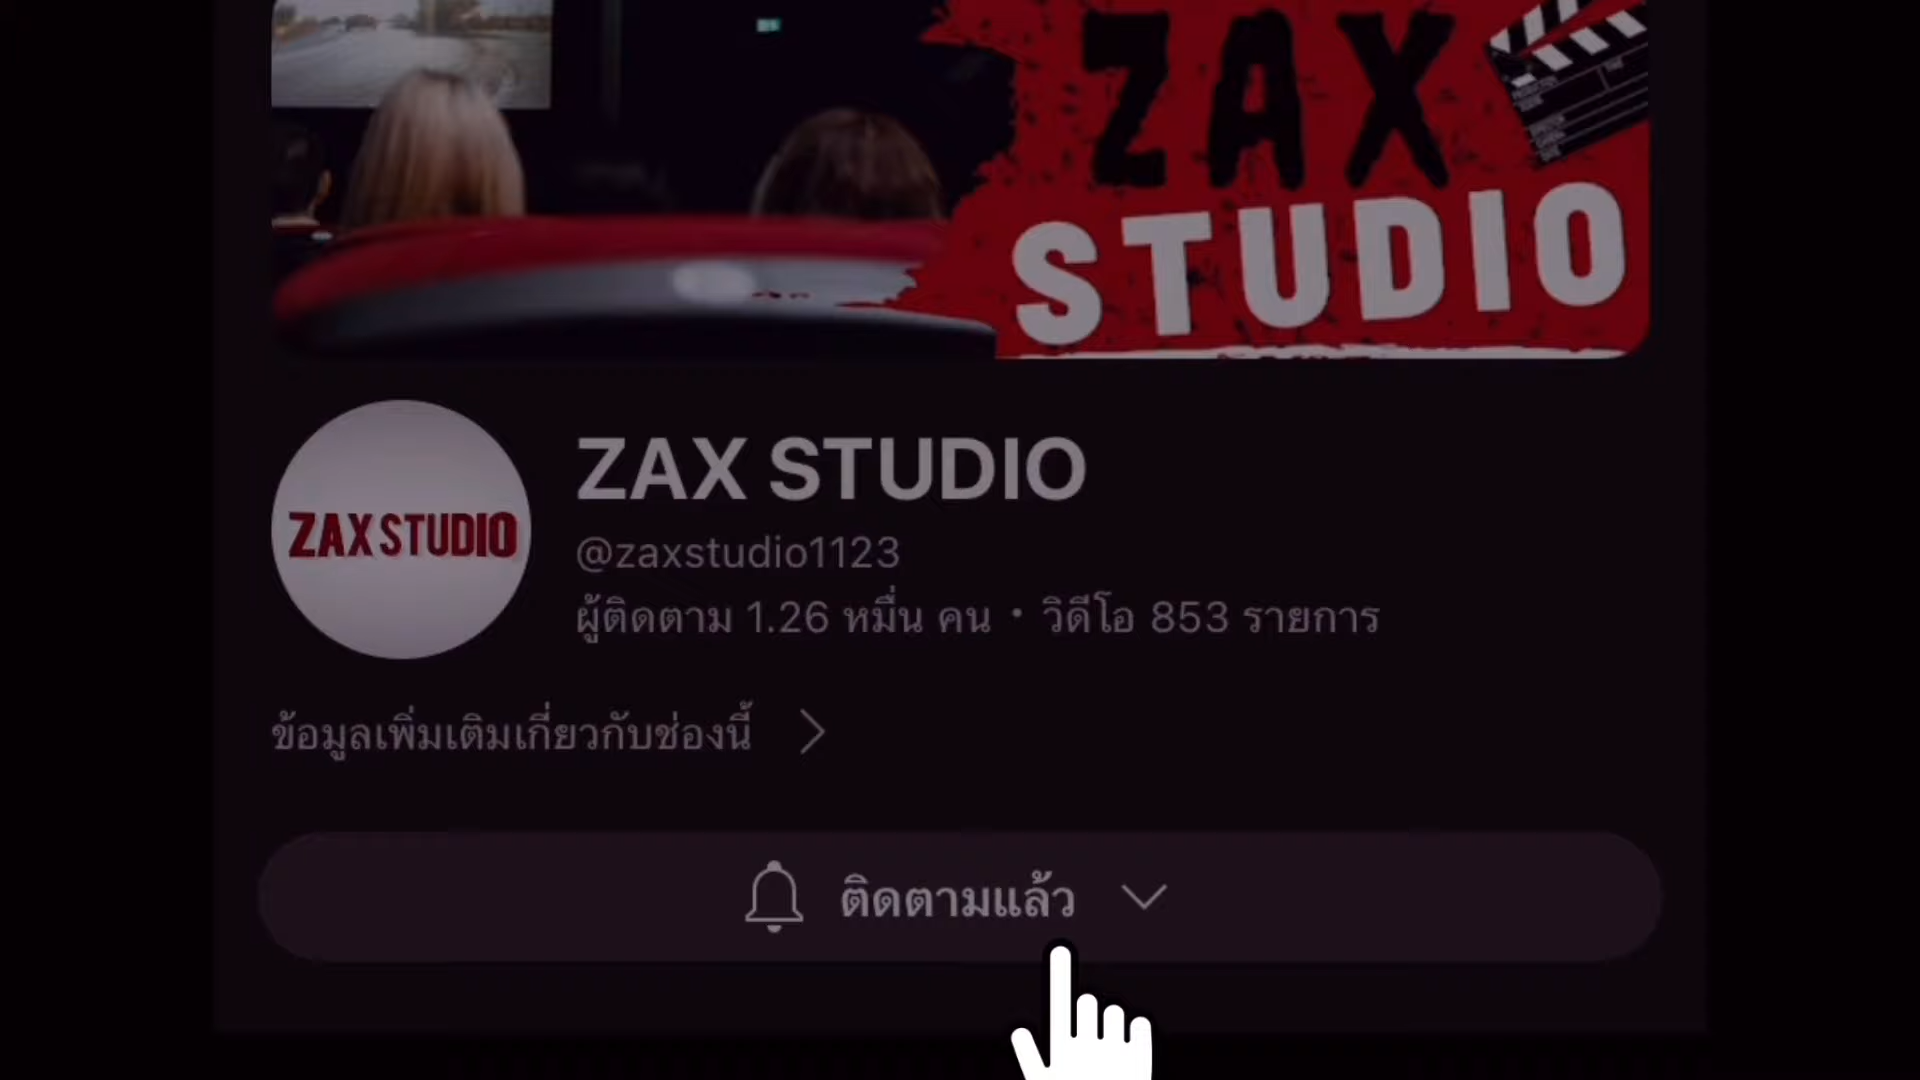 ZAX
STUDIO
ZAX STUDIO
ZAX STUDIO
@zaxstudio1123
ผู้ติดตาม 1.26 หมื่น คน • วิดีโอ 853 รายการ
ข้อมูลเพิ่มเติมเกี่ยวกับช่องนี้
ติดตามแล้ว